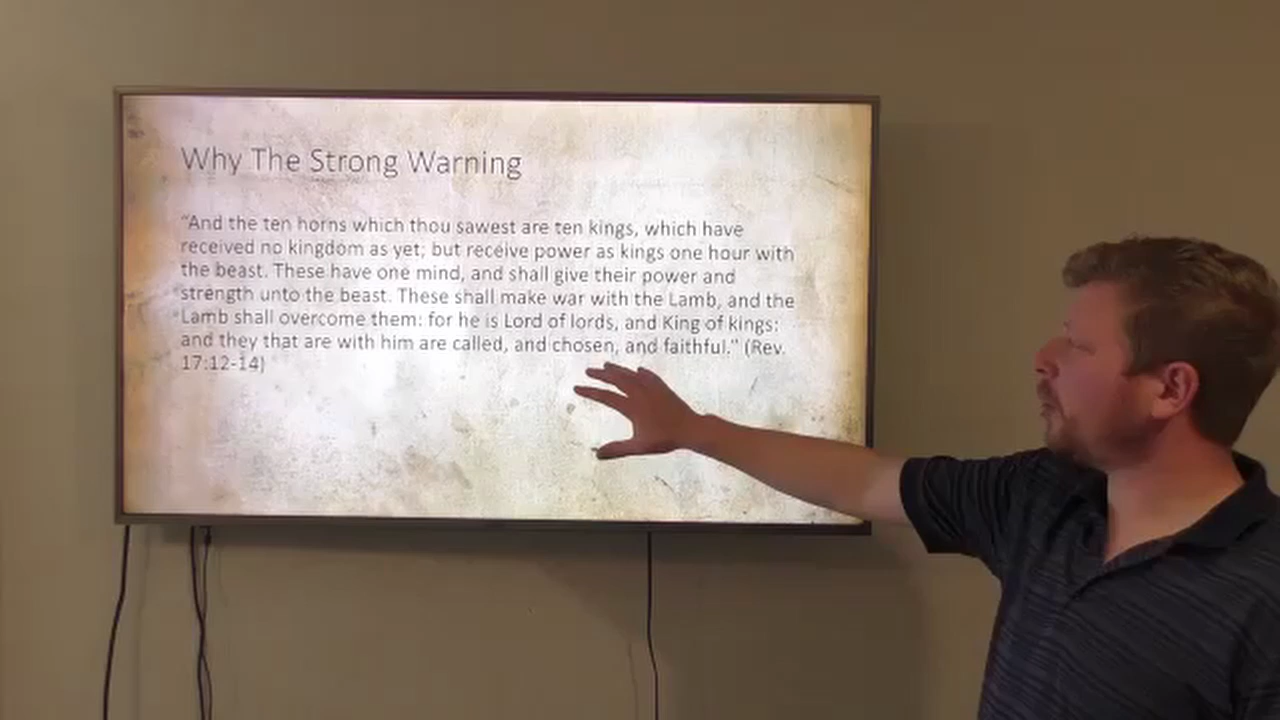 Why The Strong Warning
“And the ten horns which thou sawest are ten kings, which have
received no kingdom as yet; but receive power as kings one hour with
the beast. These have one mind, and shall give their power and
strength unto the beast. These shall make war with the Lamb, and the
Lamb shall overcome them: for he is Lord of lords, and King of kings:
and they that are with him are called, and chosen, and faithful.” (Rev.
17:12-14)